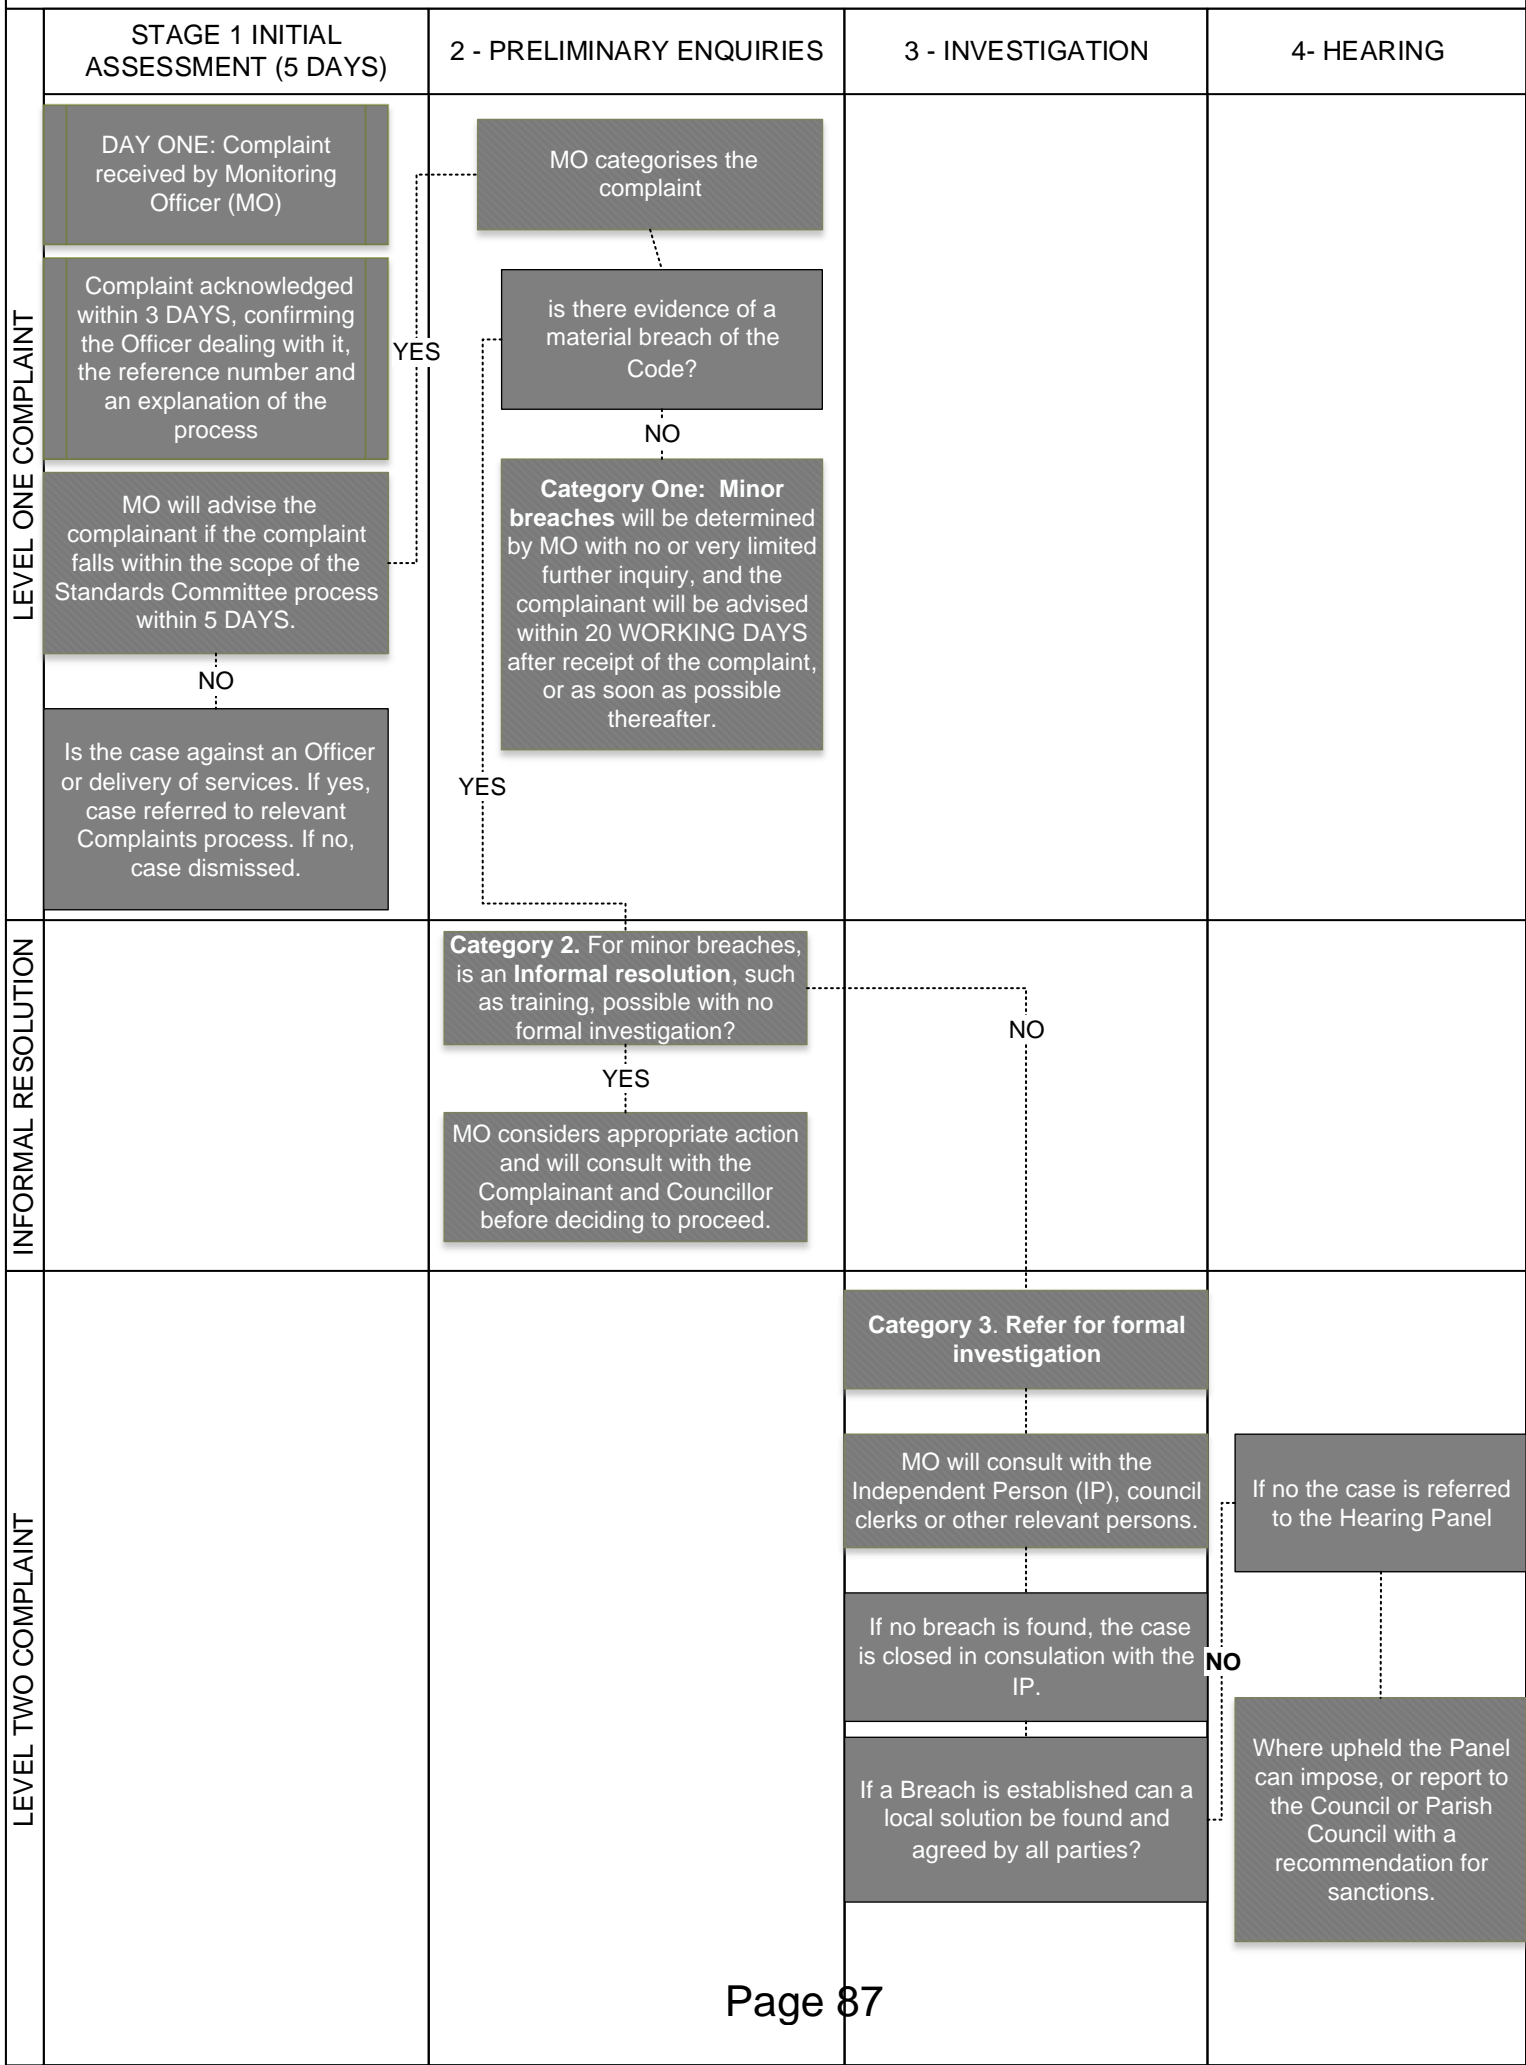 STAGE 1 INITIAL
ASSESSMENT (5 DAYS)
2 - PRELIMINARY ENQUIRIES
3 - INVESTIGATION
4- HEARING
LEVEL ONE COMPLAINT
DAY ONE: Complaint
received by Monitoring
Officer (MO)
Complaint acknowledged
within 3 DAYS, confirming
the Officer dealing with it,
the reference number and
an explanation of the
process
MO will advise the
complainant if the complaint
falls within the scope of the
Standards Committee process
within 5 DAYS.
NO
Is the case against an Officer
or delivery of services. If yes,
case referred to relevant
Complaints process. If no,
case dismissed.
YES
MO categorises the
complaint
is there evidence of a
material breach of the
Code?
NO
Category One: Minor
breaches will be determined
by MO with no or very limited
further inquiry, and the
complainant will be advised
within 20 WORKING DAYS
after receipt of the complaint,
or as soon as possible
thereafter.
YES
INFORMAL RESOLUTION
Category 2. For minor breaches,
is an Informal resolution, such
as training, possible with no
formal investigation?
YES
MO considers appropriate action
and will consult with the
Complainant and Councillor
before deciding to proceed.
NO
LEVEL TWO COMPLAINT
Category 3. Refer for formal
investigation
MO will consult with the
Independent Person (IP), council
clerks or other relevant persons.
If no breach is found, the case
is closed in consulation with the
IP.
If a Breach is established can a
local solution be found and
agreed by all parties?
NO
If no the case is referred
to the Hearing Panel
Where upheld the Panel
can impose, or report to
the Council or Parish
Council with a
recommendation for
sanctions.
Page 87